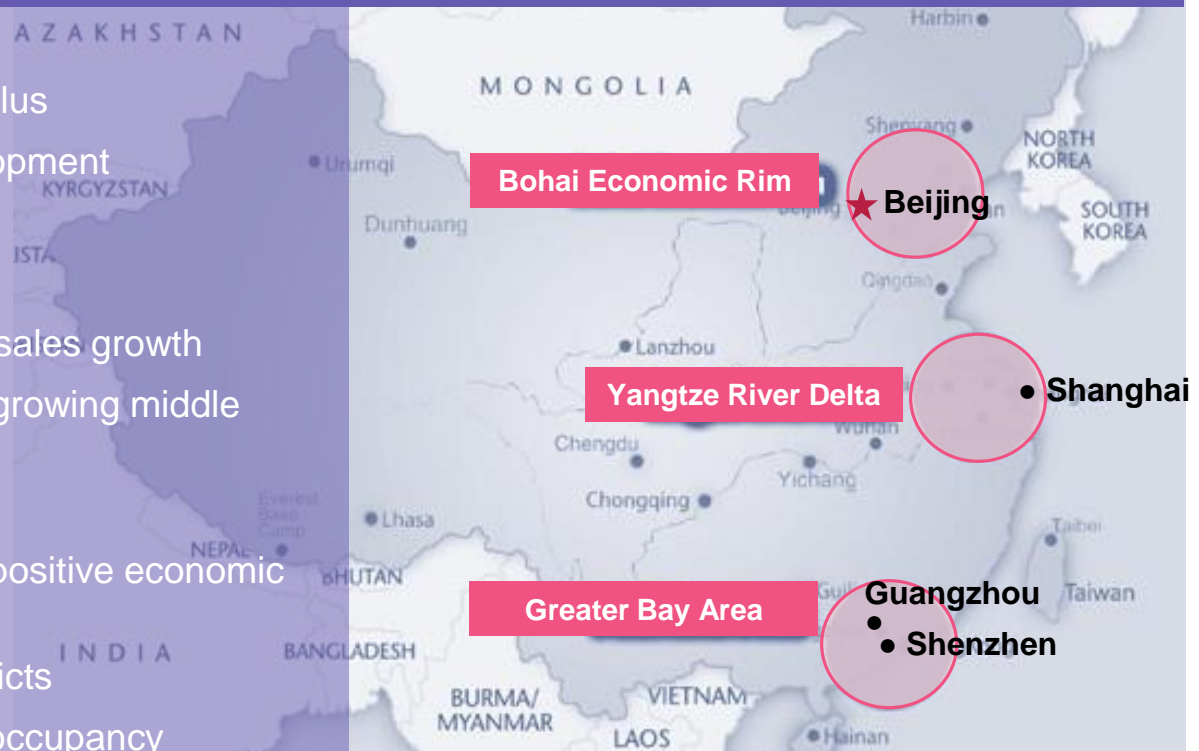 AZAKHSTAN
Harbin
MONGOLIA
lus
opment
KYRGYZSTAN
Urumqi
Shenyang
NORTH
KOREA
Bohai Economic Rim
Beijing
Dunhuang
SOUTH
KOREA
ISTA
Qingdao
sales growth
Lanzhou
growing middle
Yangtze River Delta
Shanghai
Wuhan
Chengdu
Yichang
Chongqing
Everest
Base
Camp
Lhasa
Taibei
NEPAL
positive economic
BHUTAN
Greater Bay Area
Guangzhou
Taiwan
Shenzhen
INDIA
BANGLADESH
icts
BURMA/
MYANMAR
VIETNAM
LAOS
occupancy
Hainan